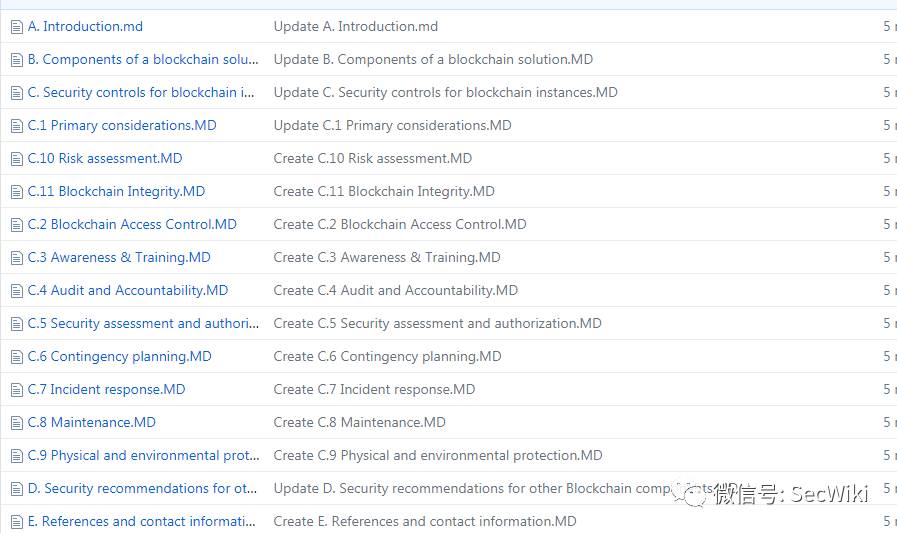 A. Introduction.md Update A. Introduction.md 5
B. Components of a blockchain solu... Update B. Components of a blockchain solution.MD 5
C. Security controls for blockchain i... Update C. Security controls for blockchain instances.MD 5
C.1 Primary considerations.MD Update C.1 Primary considerations.MD 5
C.10 Risk assessment.MD Create C.10 Risk assessment.MD 5
C.11 Blockchain Integrity.MD Create C.11 Blockchain Integrity.MD 5
C.2 Blockchain Access Control.MD Create C.2 Blockchain Access Control.MD 5
C.3 Awareness & Training.MD Create C.3 Awareness & Training.MD 5
C.4 Audit and Accountability.MD Create C.4 Audit and Accountability.MD 5
C.5 Security assessment and authori... Create C.5 Security assessment and authorization.MD 5
C.6 Contingency planning.MD Create C.6 Contingency planning.MD 5
C.7 Incident response.MD Create C.7 Incident response.MD 5
C.8 Maintenance.MD Create C.8 Maintenance.MD 5
C.9 Physical and environmental prot... Create C.9 Physical and environmental protection.MD 5
D. Security recommendations for ot... Update D. Security recommendations for other Blockchain 5
微信号: SecWiki
E. References and contact informati... Create E. References and contact information.MD 5